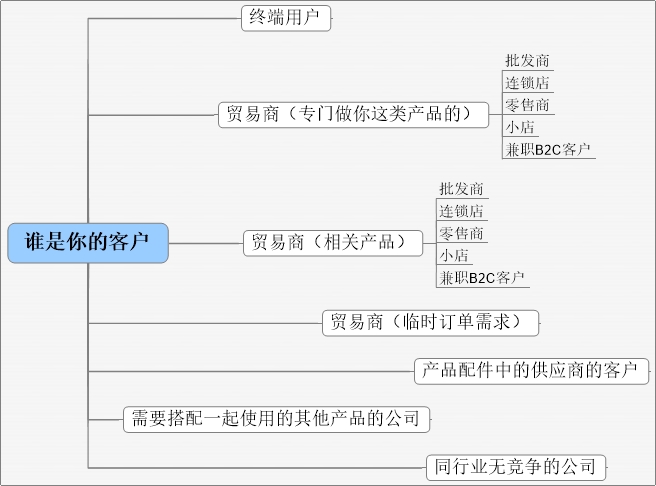 终端用户
批发商
连锁店
零售商
小店
兼职B2C客户
贸易商（专门做你这类产品的）
批发商
连锁店
零售商
小店
兼职B2C客户
谁是你的客户
贸易商（相关产品）
贸易商（临时订单需求）
产品配件中的供应商的客户
需要搭配一起使用的其他产品的公司
同行业无竞争的公司